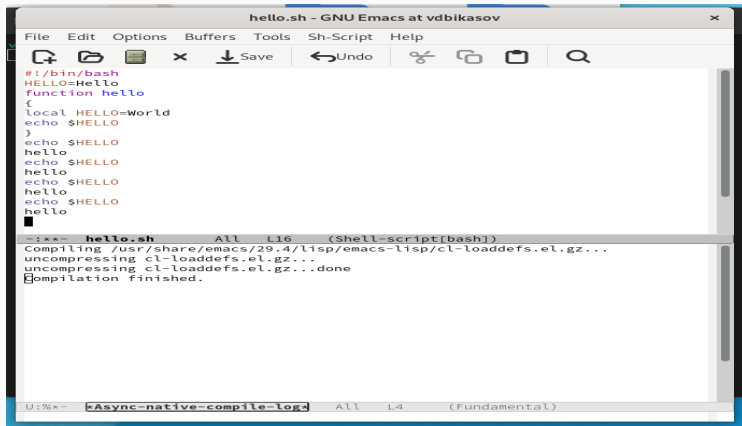 hello.sh - GNU Emacs at vdbikasov
File Edit Options Buffers Tools Sh-Script Help
Save Undo
#!/bin/bash
HELLO=Hello
function hello
{
local HELLO=World
echo $HELLO
}
echo $HELLO
hello
echo $HELLO
hello
echo $HELLO
hello
echo $HELLO
hello
-:**- hello.sh All L16 (Shell-script[bash])
Compiling /usr/share/emacs/29.4/lisp/emacs-lisp/cl-loaddefs.el.gz...
uncompressing cl-loaddefs.el.gz...
uncompressing cl-loaddefs.el.gz...done
Compilation finished.
U:%*- *Async-native-compile-log* All L4 (Fundamental)